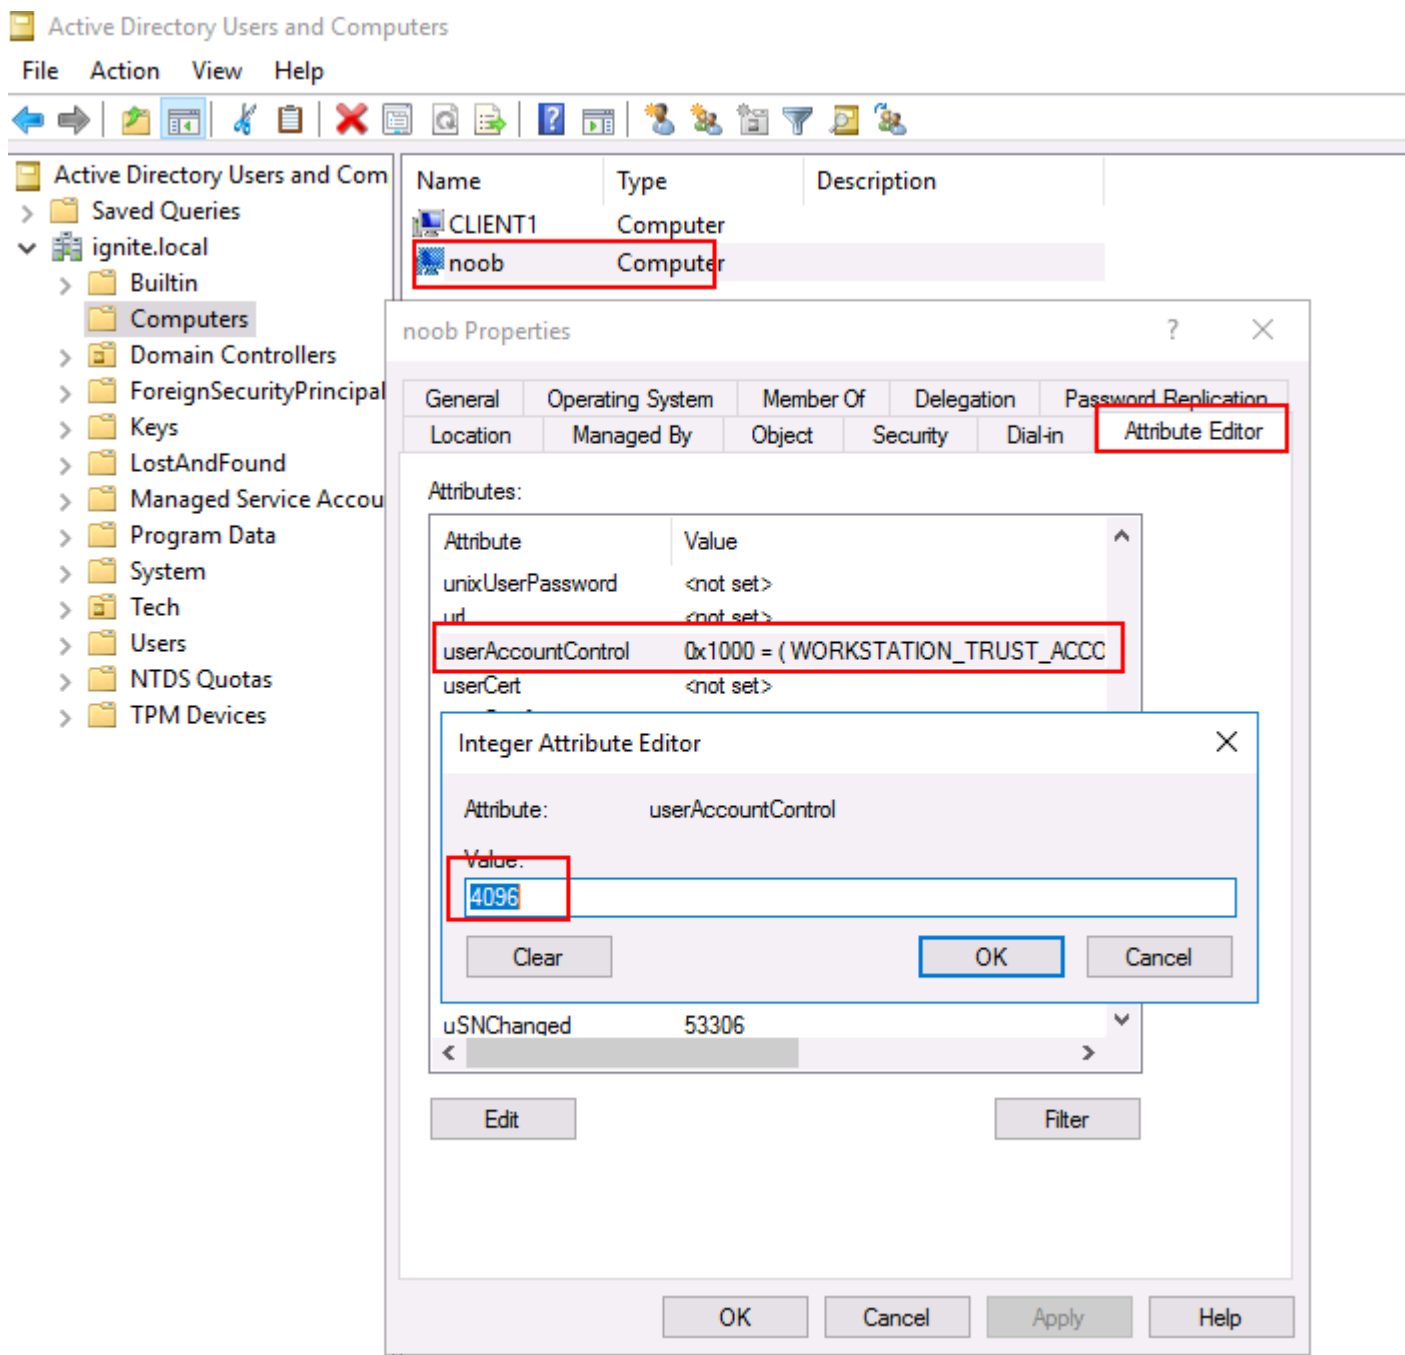 Active Directory Users and Computers
File Action View Help
Active Directory Users and Com
Saved Queries
ignite.local
Builtin
Computers
Domain Controllers
ForeignSecurityPrincipal
Keys
LostAndFound
Managed Service Accou
Program Data
System
Tech
Users
NTDS Quotas
TPM Devices
Name Type Description
CLIENT1 Computer
noob Computer
noob Properties
General Operating System Member Of Delegation Password Replication
Location Managed By Object Security Dial-in Attribute Editor
Attributes:
Attribute Value
unixUserPassword <not set>
url <not set>
userAccountControl 0x1000 = ( WORKSTATION_TRUST_ACCO
userCert <not set>
Integer Attribute Editor
Attribute: userAccountControl
Value:
4096
Clear OK Cancel
uSNChanged 53306
Edit Filter
OK Cancel Apply Help